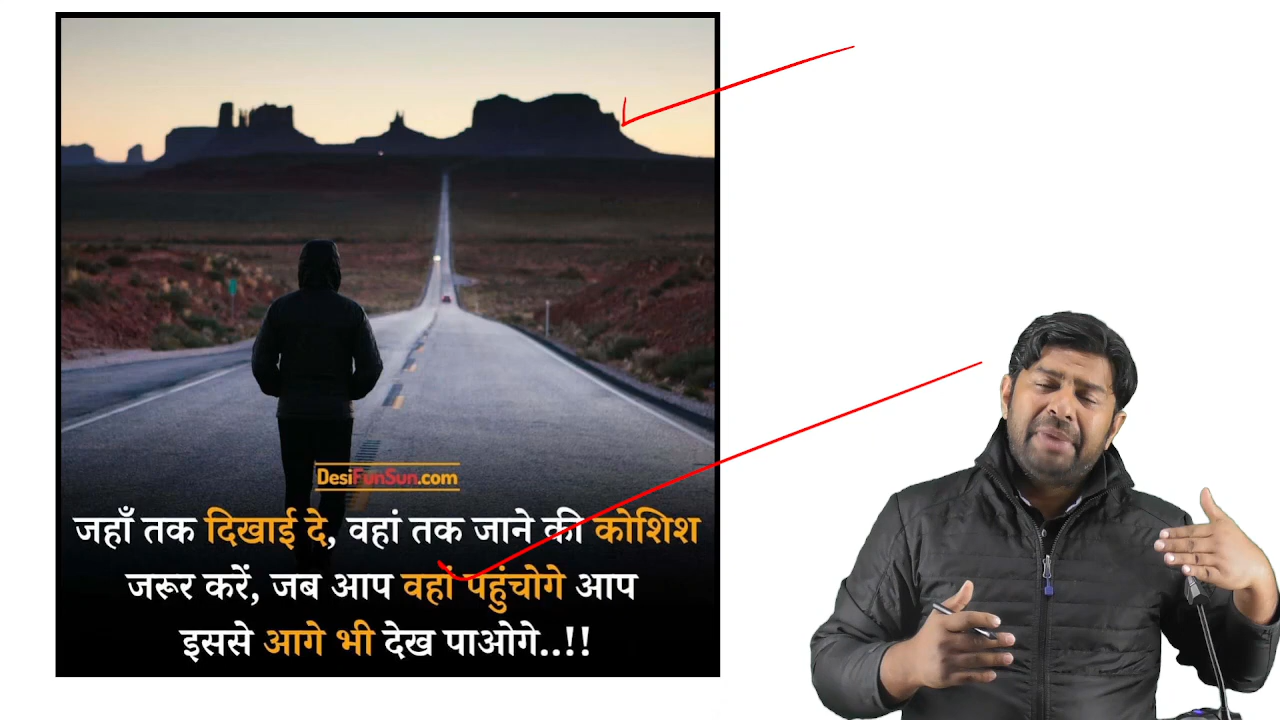 DesiFunSun.com
जहाँ तक दिखाई दे, वहां तक जाने की कोशिश
जरूर करें, जब आप वहां पहुंचोगे आप
इससे आगे भी देख पाओगे..!!